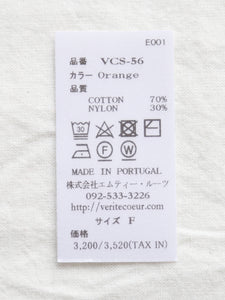 E001
品番 VCS-56
カラー Orange
品質
COTTON 70%
NYLON 30%
30
MADE IN PORTUGAL
株式会社エムティー・ルーツ
092-533-3226
http://veritecoeur.com
サイズ F
価格
3,200/3,520(TAX IN)